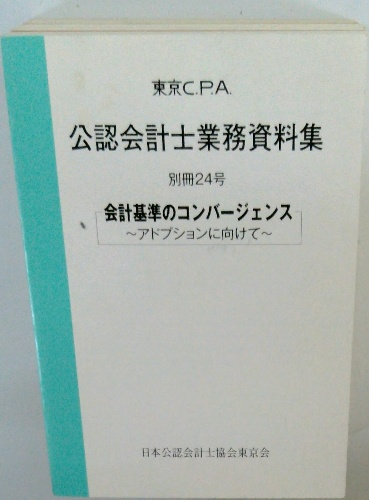 東京C.P.A.
公認会計士業務資料集
別冊24号
会計基準のコンバージェンス
～アドプションに向けて～
日本公認会計士協会東京会